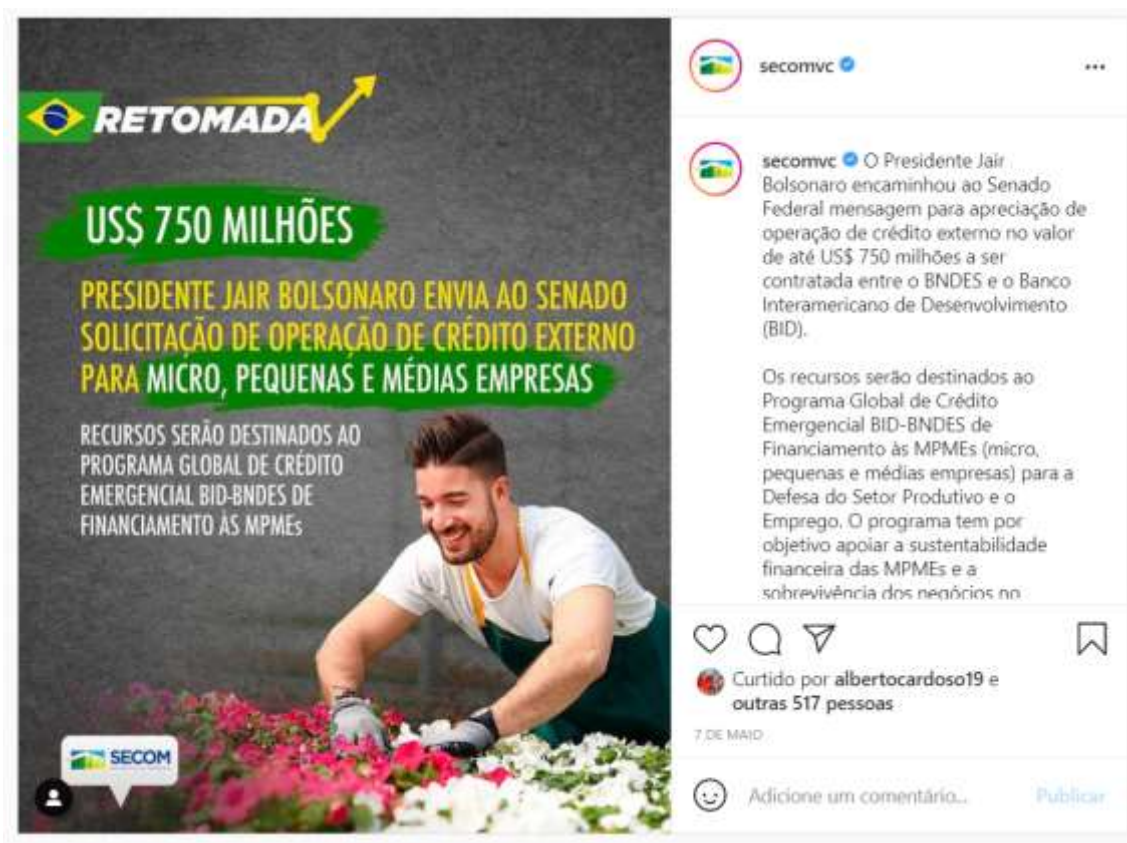 RETOMADA
US$ 750 MILHÕES
PRESIDENTE JAIR BOLSONARO ENVIA AO SENADO
SOLICITAÇÃO DE OPERAÇÃO DE CRÉDITO EXTERNO
PARA MICRO, PEQUENAS E MÉDIAS EMPRESAS
RECURSOS SERÃO DESTINADOS AO
PROGRAMA GLOBAL DE CRÉDITO
EMERGENCIAL BID-BNDES DE
FINANCIAMENTO ÀS MPMEs
SECOM
secomvc
secomvc O Presidente Jair
Bolsonaro encaminhou ao Senado
Federal mensagem para apreciação de
operação de crédito externo no valor
de até US$ 750 milhões a ser
contratada entre o BNDES e o Banco
Interamericano de Desenvolvimento
(BID).
Os recursos serão destinados ao
Programa Global de Crédito
Emergencial BID-BNDES de
Financiamento às MPMEs (micro,
pequenas e médias empresas) para a
Defesa do Setor Produtivo e o
Emprego. O programa tem por
objetivo apoiar a sustentabilidade
financeira das MPMEs e a
sobrevivência dos negócios no
Curtido por albertocardoso19 e
outras 517 pessoas
7 DE MAIO
Adicione um comentário...
Publicar